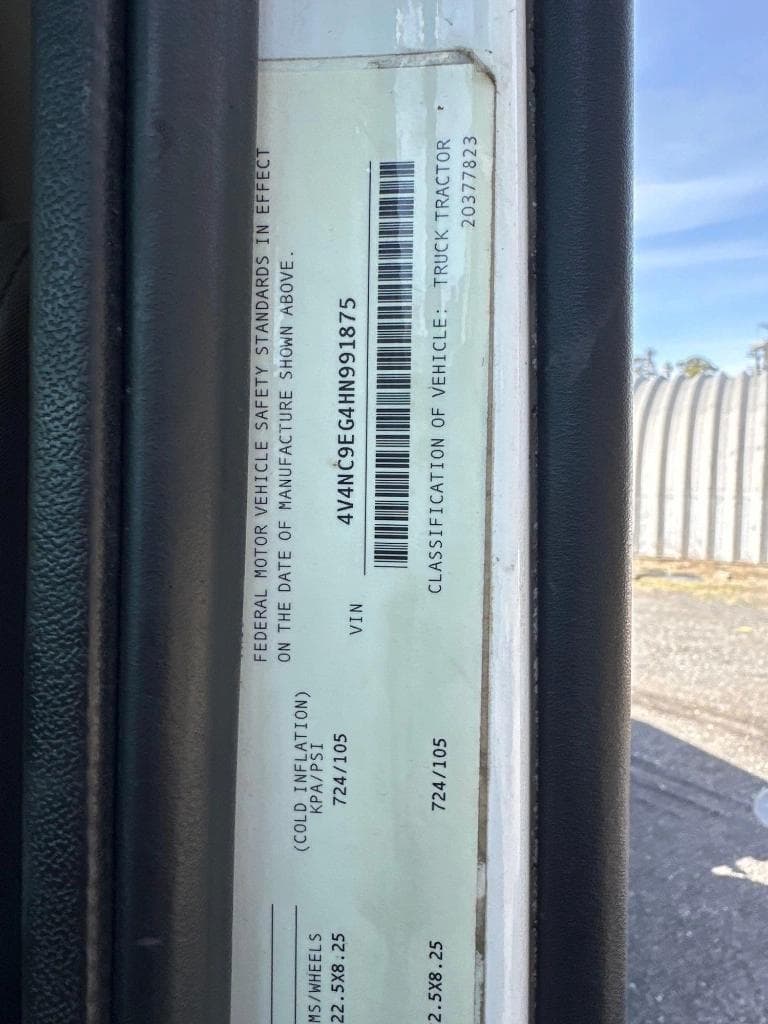 FEDERAL MOTOR VEHICLE SAFETY STANDARDS IN EFFECT
ON THE DATE OF MANUFACTURE SHOWN ABOVE.
VIN 4V4NC9EG4HN991875
CLASSIFICATION OF VEHICLE: TRUCK TRACTOR
20377823
(COLD INFLATION)
KPA/PSI
724/105
724/105
MS/WHEELS
22.5X8.25
2.5X8.25